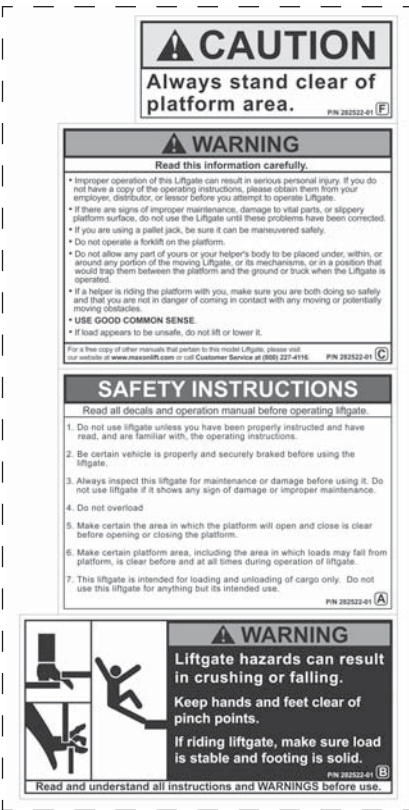 CAUTION
Always stand clear of
platform area.
P/N 282522-01 F
WARNING
Read this information carefully.
• Improper operation of this Liftgate can result in serious personal injury. If you do
not have a copy of the operating instructions, please obtain them from your
employer, distributor, or lessor before you attempt to operate Liftgate.
• If there are signs of improper maintenance, damage to vital parts, or slippery
platform surface, do not use the Liftgate until these problems have been corrected.
• If you are using a pallet jack, be sure it can be maneuvered safely.
• Do not operate a forklift on the platform.
• Do not allow any part of yours or your helper's body to be placed under, within, or
around any portion of the moving Liftgate, or its mechanisms, or in a position that
would trap them between the platform and the ground or truck when the Liftgate is
operated.
• If a helper is riding the platform with you, make sure you are both doing so safely
and that you are not in danger of coming in contact with any moving or potentially
moving obstacles.
• USE GOOD COMMON SENSE.
• If load appears to be unsafe, do not lift or lower it.
For a free copy of other manuals that pertain to this model Liftgate, please visit
our website at www.maxonlift.com or call Customer Service at (800) 227-4116. P/N 282522-01 C
SAFETY INSTRUCTIONS
Read all decals and operation manual before operating liftgate.
1. Do not use liftgate unless you have been properly instructed and have
read, and are familiar with, the operating instructions.
2. Be certain vehicle is properly and securely braked before using the
liftgate.
3. Always inspect this liftgate for maintenance or damage before using it. Do
not use liftgate if it shows any sign of damage or improper maintenance.
4. Do not overload
5. Make certain the area in which the platform will open and close is clear
before opening or closing the platform.
6. Make certain platform area, including the area in which loads may fall from
platform, is clear before and at all times during operation of liftgate.
7. This liftgate is intended for loading and unloading of cargo only. Do not
use this liftgate for anything but its intended use.
P/N 282522-01 A
WARNING
Liftgate hazards can result
in crushing or falling.
Keep hands and feet clear of
pinch points.
If riding liftgate, make sure load
is stable and footing is solid.
P/N 282522-01 B
Read and understand all instructions and WARNINGS before use.